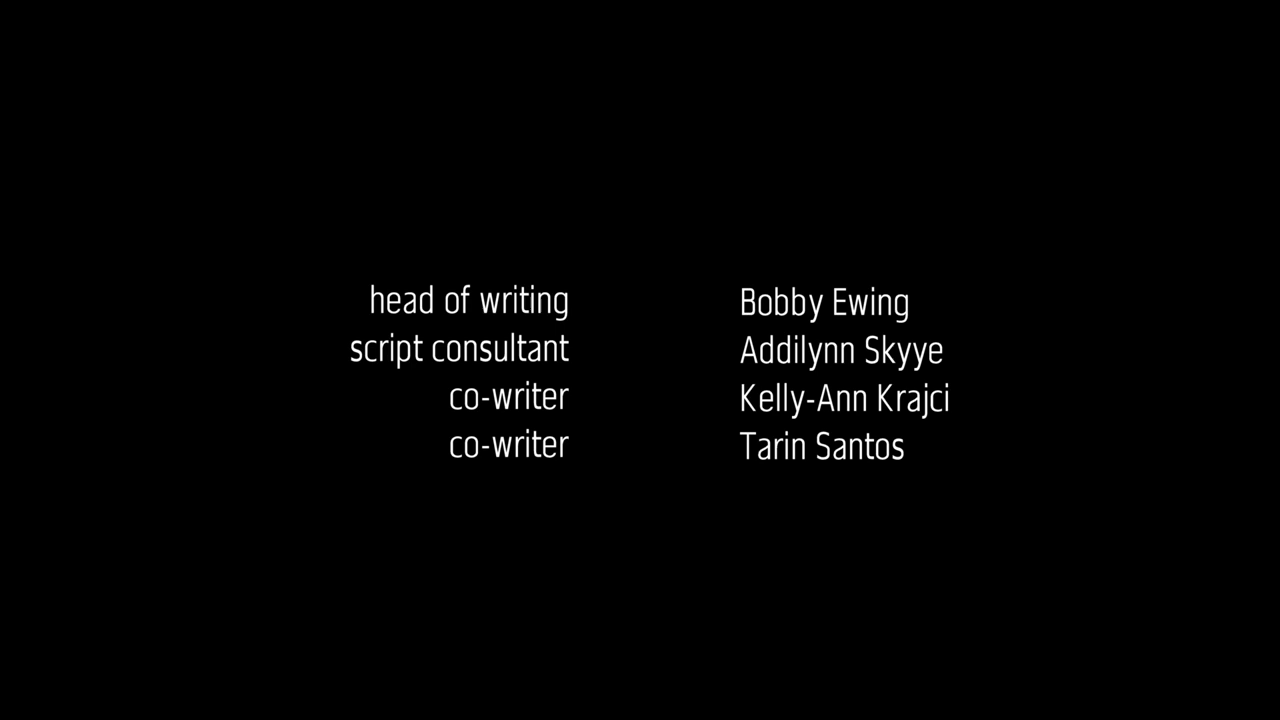 head of writing Bobby Ewing
script consultant Addilynn Skyye
co-writer Kelly-Ann Krajci
co-writer Tarin Santos